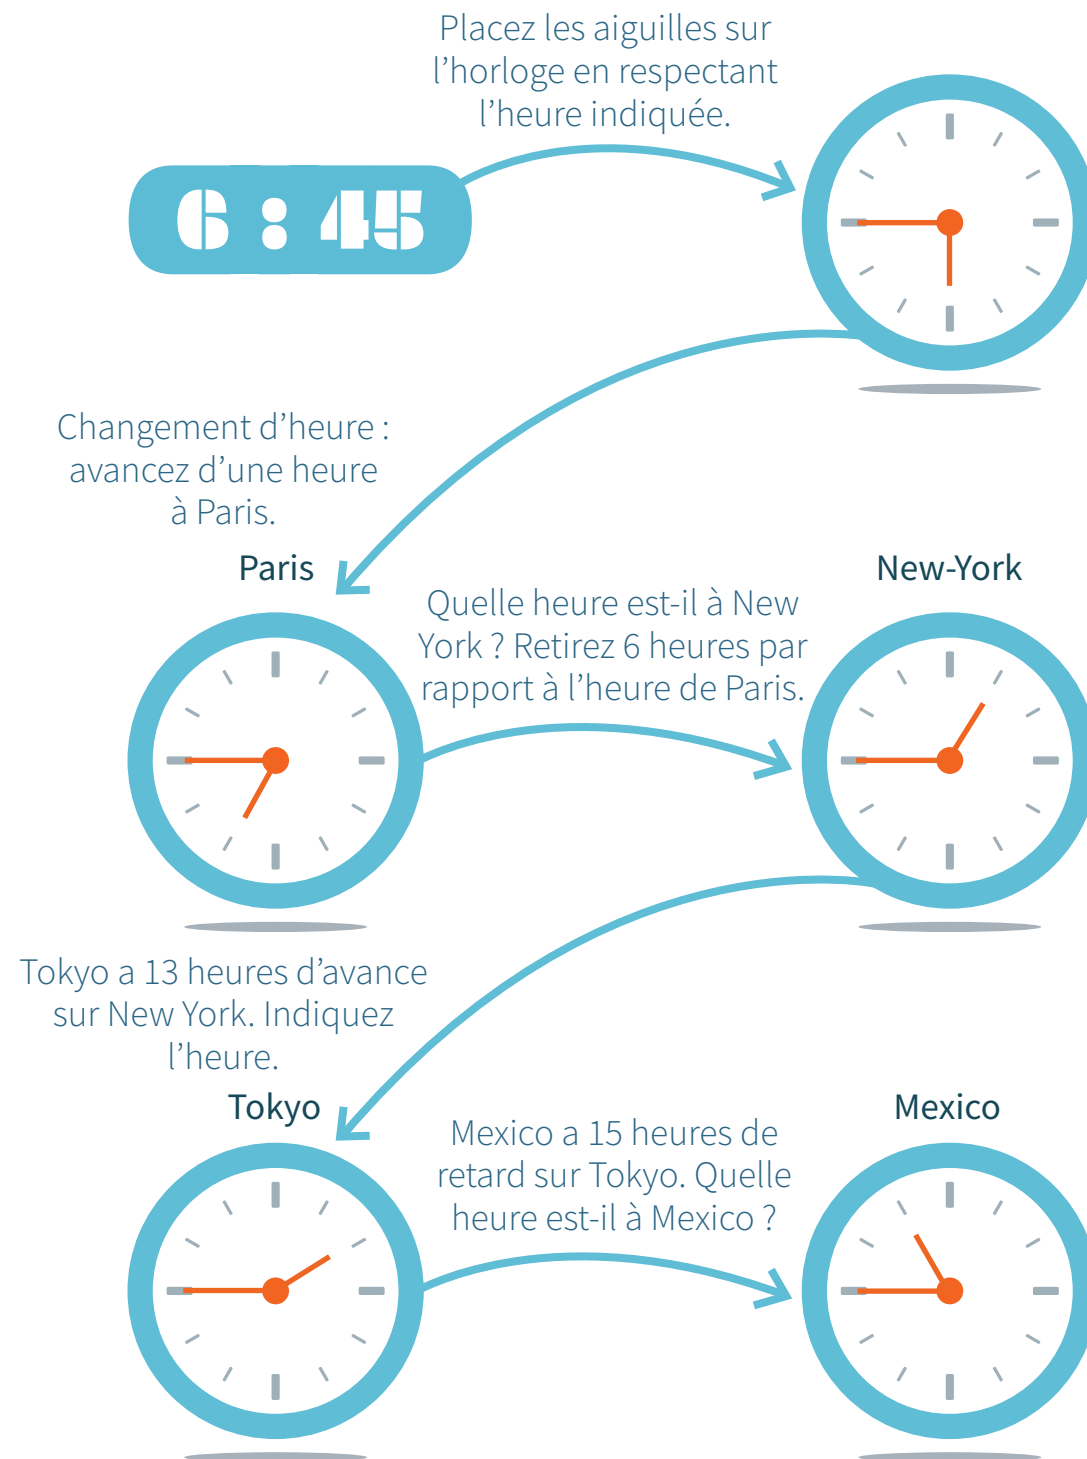 Placez les aiguilles sur
l'horloge en respectant
l'heure indiquée.
6 : 45
Changement d'heure :
avancez d'une heure
à Paris.
Paris
New-York
Quelle heure est-il à New
York ? Retirez 6 heures par
rapport à l'heure de Paris.
Tokyo a 13 heures d'avance
sur New York. Indiquez
l'heure.
Tokyo
Mexico
Mexico a 15 heures de
retard sur Tokyo. Quelle
heure est-il à Mexico ?